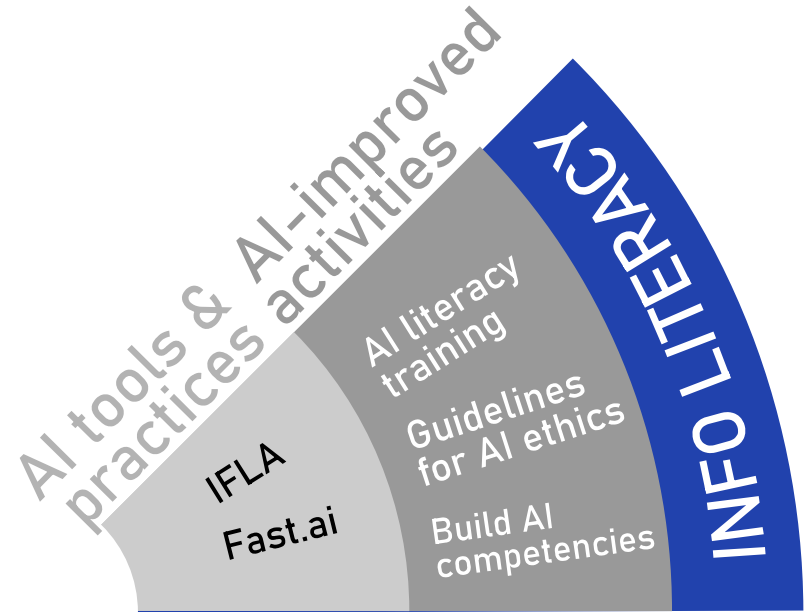 AI tools &
practices
AI-improved
activities
IFLA
Fast.ai
AI literacy
training
Guidelines
for AI ethics
Build AI
competencies
INFO LITERACY